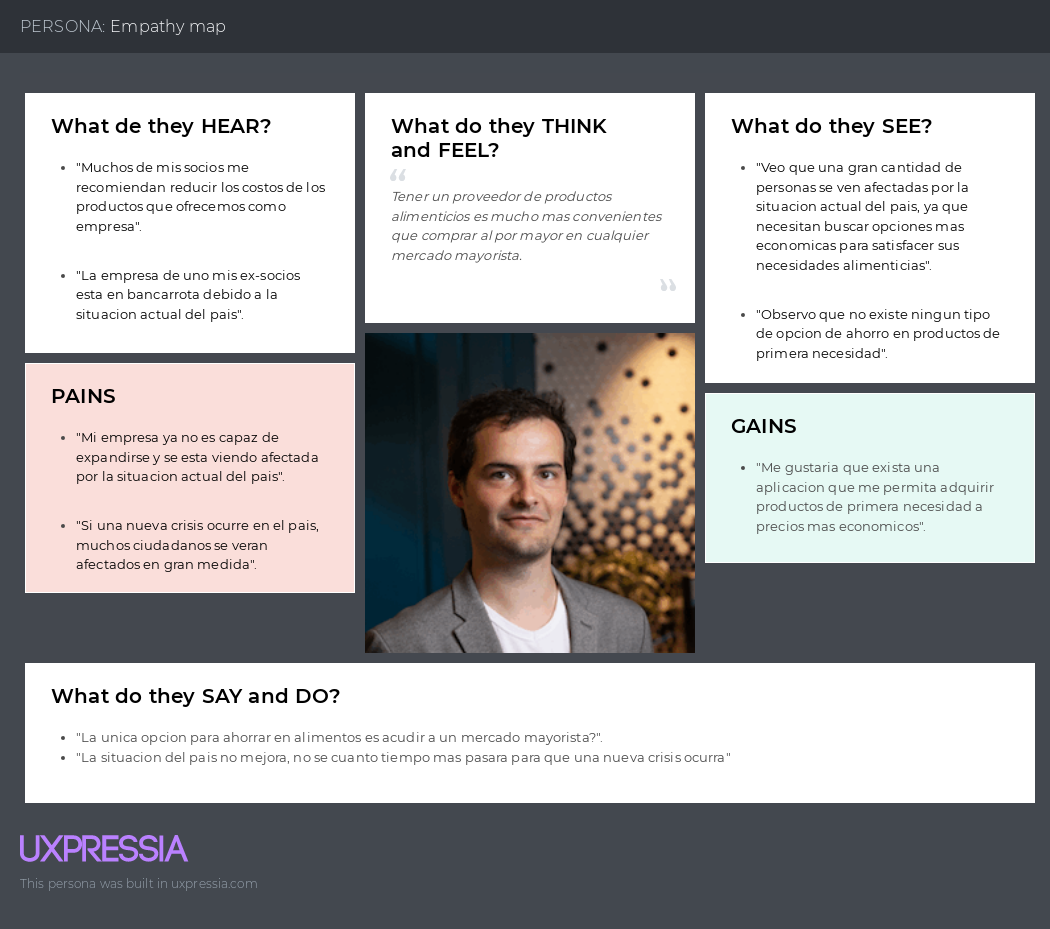 PERSONA: Empathy map
What de they HEAR?
"Muchos de mis socios me
recomiendan reducir los costos de los
productos que ofrecemos como
empresa".
"La empresa de uno mis ex-socios
esta en bancarrota debido a la
situacion actual del pais".
What do they THINK
and FEEL?
“
Tener un proveedor de productos
alimenticios es mucho mas convenientes
que comprar al por mayor en cualquier
mercado mayorista.
”
What do they SEE?
"Veo que una gran cantidad de
personas se ven afectadas por la
situacion actual del pais, ya que
necesitan buscar opciones mas
economicas para satisfacer sus
necesidades alimenticias".
"Observo que no existe ningun tipo
de opcion de ahorro en productos de
primera necesidad".
PAINS
"Mi empresa ya no es capaz de
expandirse y se esta viendo afectada
por la situacion actual del pais".
"Si una nueva crisis ocurre en el pais,
muchos ciudadanos se veran
afectados en gran medida".
GAINS
"Me gustaria que exista una
aplicacion que me permita adquirir
productos de primera necesidad a
precios mas economicos".
What do they SAY and DO?
"La unica opcion para ahorrar en alimentos es acudir a un mercado mayorista?".
"La situacion del pais no mejora, no se cuanto tiempo mas pasara para que una nueva crisis ocurra"
UXPRESSIA
This persona was built in uxpressia.com